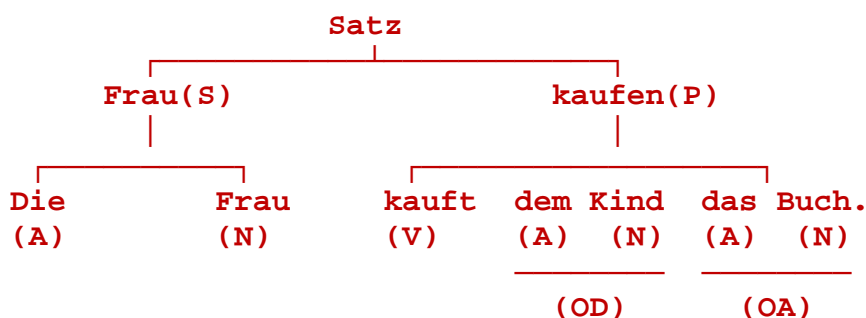 Satz
Frau(S) kaufen(P)
Die Frau kauft dem Kind das Buch.
(A) (N) (V) (A) (N) (A) (N)
(OD) (OA)